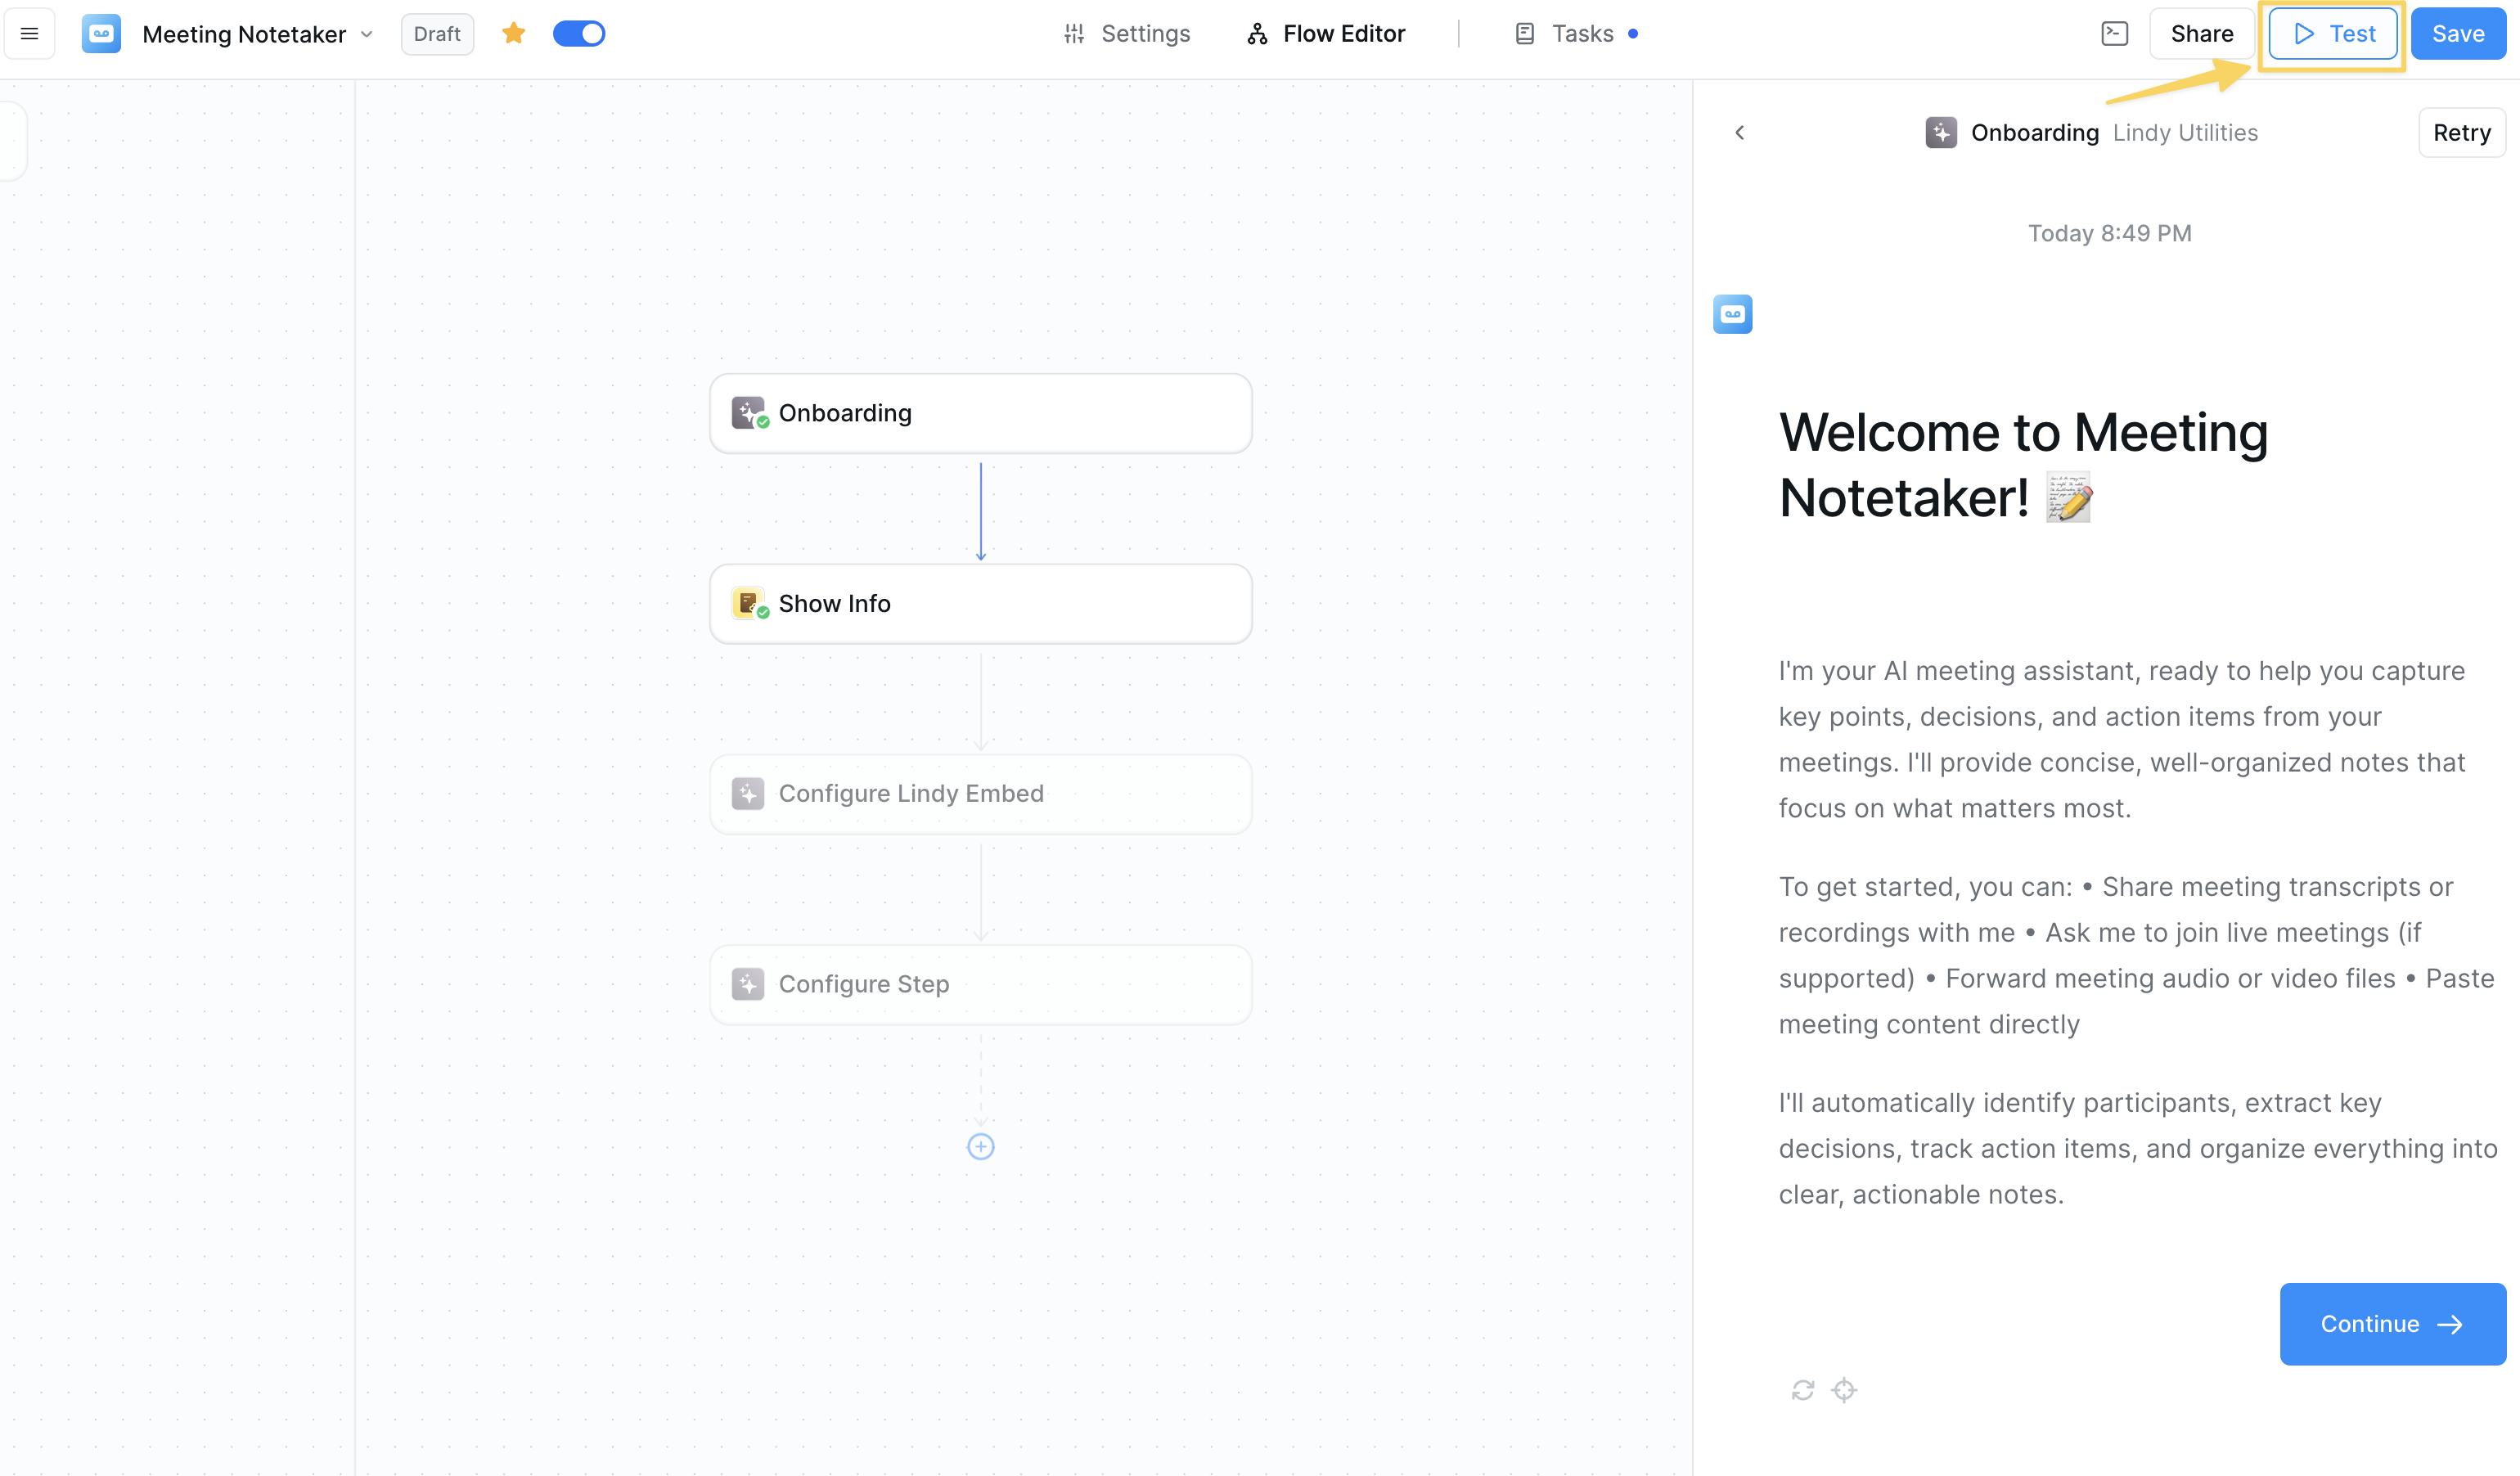 Meeting Notetaker
Draft
Settings
Flow Editor
Tasks
Share
Test
Save
Onboarding
Show Info
Configure Lindy Embed
Configure Step
Onboarding Lindy Utilities
Retry
Today 8:49 PM
Welcome to Meeting
Notetaker! 📝
I'm your AI meeting assistant, ready to help you capture
key points, decisions, and action items from your
meetings. I'll provide concise, well-organized notes that
focus on what matters most.
To get started, you can: • Share meeting transcripts or
recordings with me • Ask me to join live meetings (if
supported) • Forward meeting audio or video files • Paste
meeting content directly
I'll automatically identify participants, extract key
decisions, track action items, and organize everything into
clear, actionable notes.
Continue